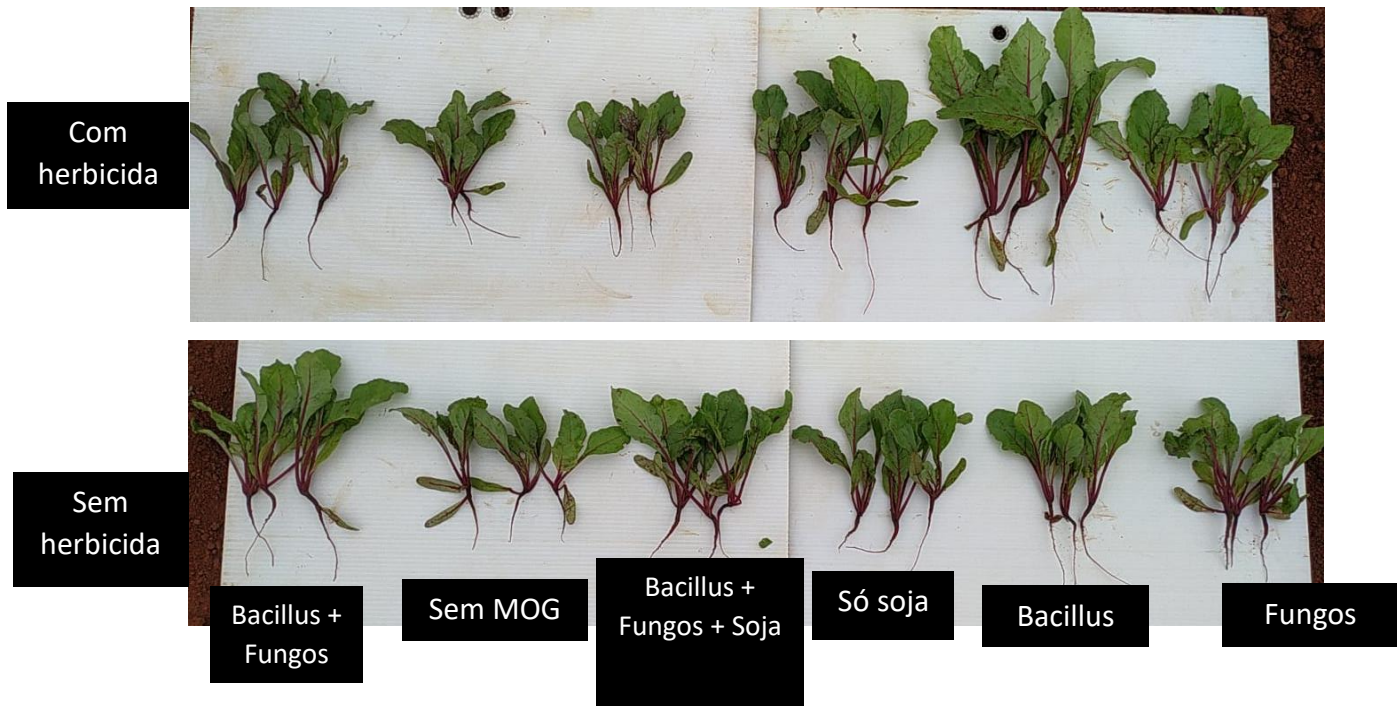 Com
herbicida
Sem
herbicida
Bacillus +
Fungos
Sem MOG
Bacillus +
Fungos + Soja
Só soja
Bacillus
Fungos